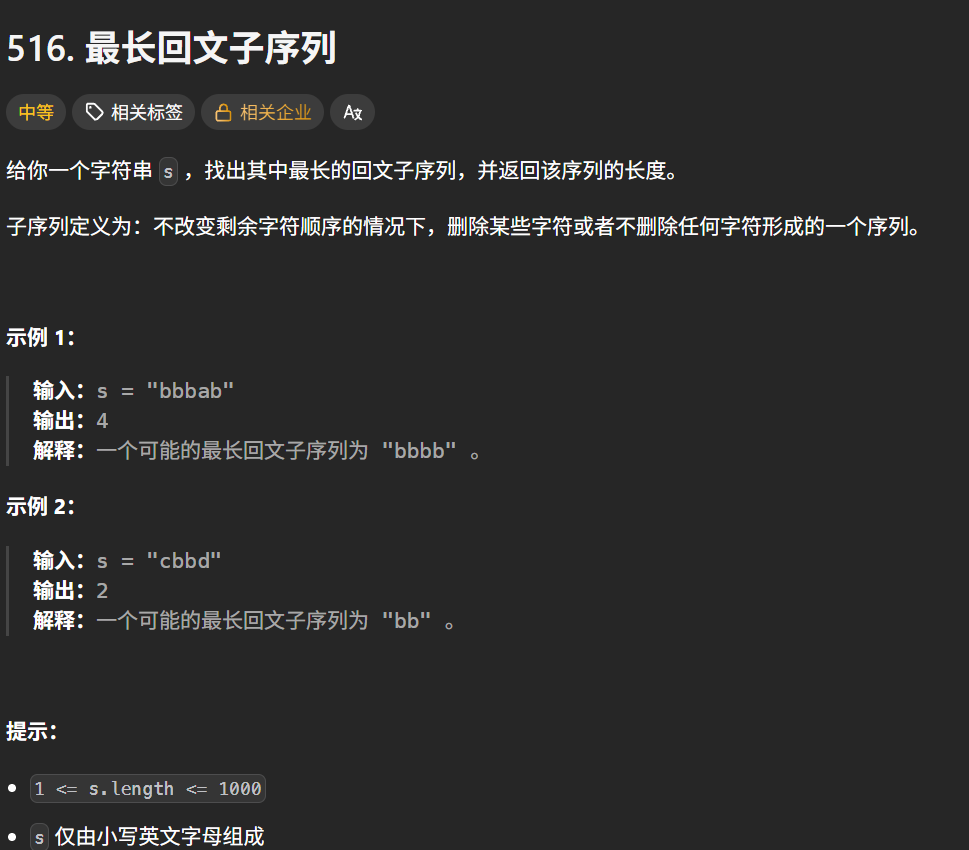 516. 最长回文子序列
中等 相关标签 相关企业 A⽂
给你一个字符串 s ，找出其中最长的回文子序列，并返回该序列的长度。
子序列定义为：不改变剩余字符顺序的情况下，删除某些字符或者不删除任何字符形成的一个序列。
示例 1：
输入：s = "bbbab"
输出：4
解释：一个可能的最长回文子序列为 "bbbb" 。
示例 2：
输入：s = "cbbd"
输出：2
解释：一个可能的最长回文子序列为 "bb" 。
提示：
• 1 <= s.length <= 1000
• s 仅由小写英文字母组成